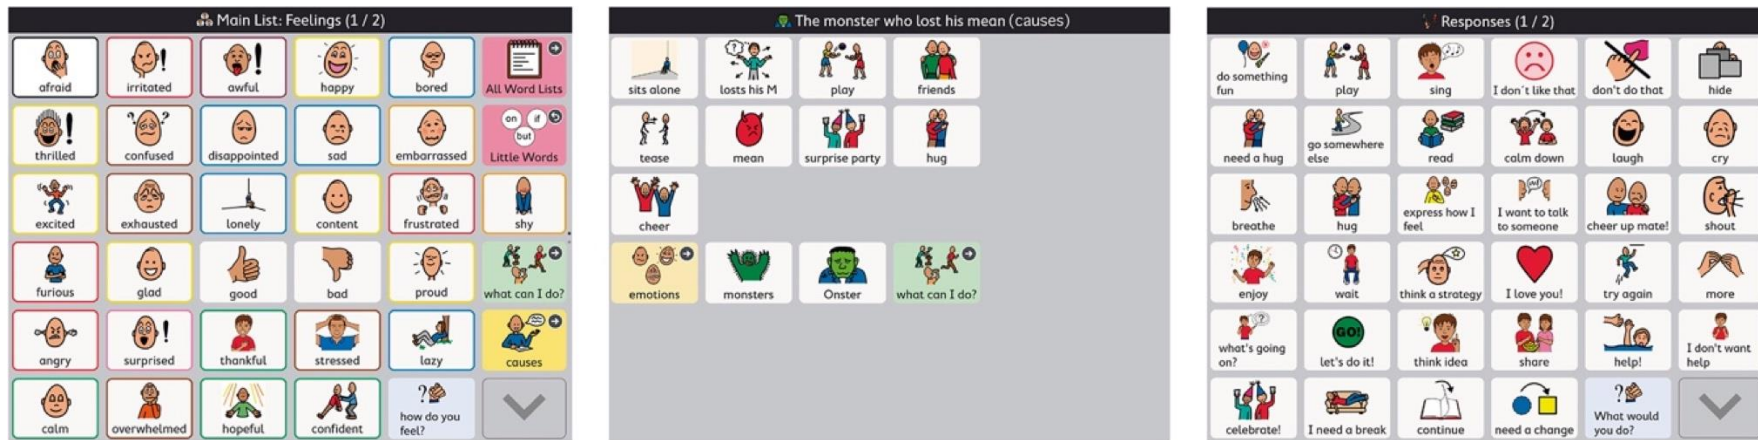 Main List: Feelings (1 / 2)
afraid
irritated
awful
happy
bored
All Word Lists
thrilled
confused
disappointed
sad
embarrassed
on
if
but
Little Words
excited
exhausted
lonely
content
frustrated
shy
furious
glad
good
bad
proud
what can I do?
angry
surprised
thankful
stressed
lazy
causes
calm
overwhelmed
hopeful
confident
how do you
feel?
The monster who lost his mean (causes)
sits alone
losts his M
play
friends
tease
mean
surprise party
hug
cheer
emotions
monsters
Onster
what can I do?
Responses (1 / 2)
do something
fun
play
sing
I don´t like that
don't do that
hide
need a hug
go somewhere
else
read
calm down
laugh
cry
breathe
hug
express how I
feel
I want to talk
to someone
cheer up mate!
shout
enjoy
wait
think a strategy
I love you!
try again
more
what's going
on?
GO!
let's do it!
think idea
share
help!
I don't want
help
celebrate!
I need a break
continue
need a change
What would
you do?